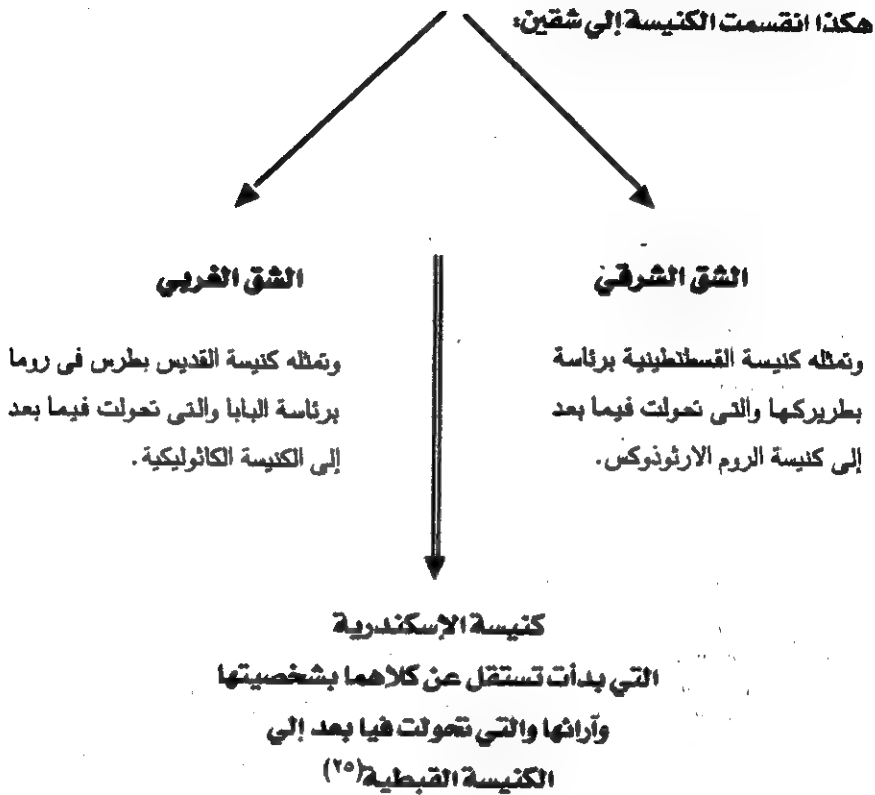 هكذا انقسمت الكنيسة إلي شقين:
الشق الشرقي
وتمثله كنيسة القسطنطينية برئاسة
بطريركها والتى تحولت فيما بعد
إلى كنيسة الروم الارثوذوكس.
الشق الغربي
وتمثله كنيسة القديس بطرس فى روما
برئاسة البابا والتى تحولت فيما بعد
إلى الكنيسة الكاثوليكية.
كنيسة الإسكندرية
التي بدأت تستقل عن كلاهما بشخصيتها
وآرائها والتي تحولت فيا بعد إلي
الكنيسة القبطية(٢٥)